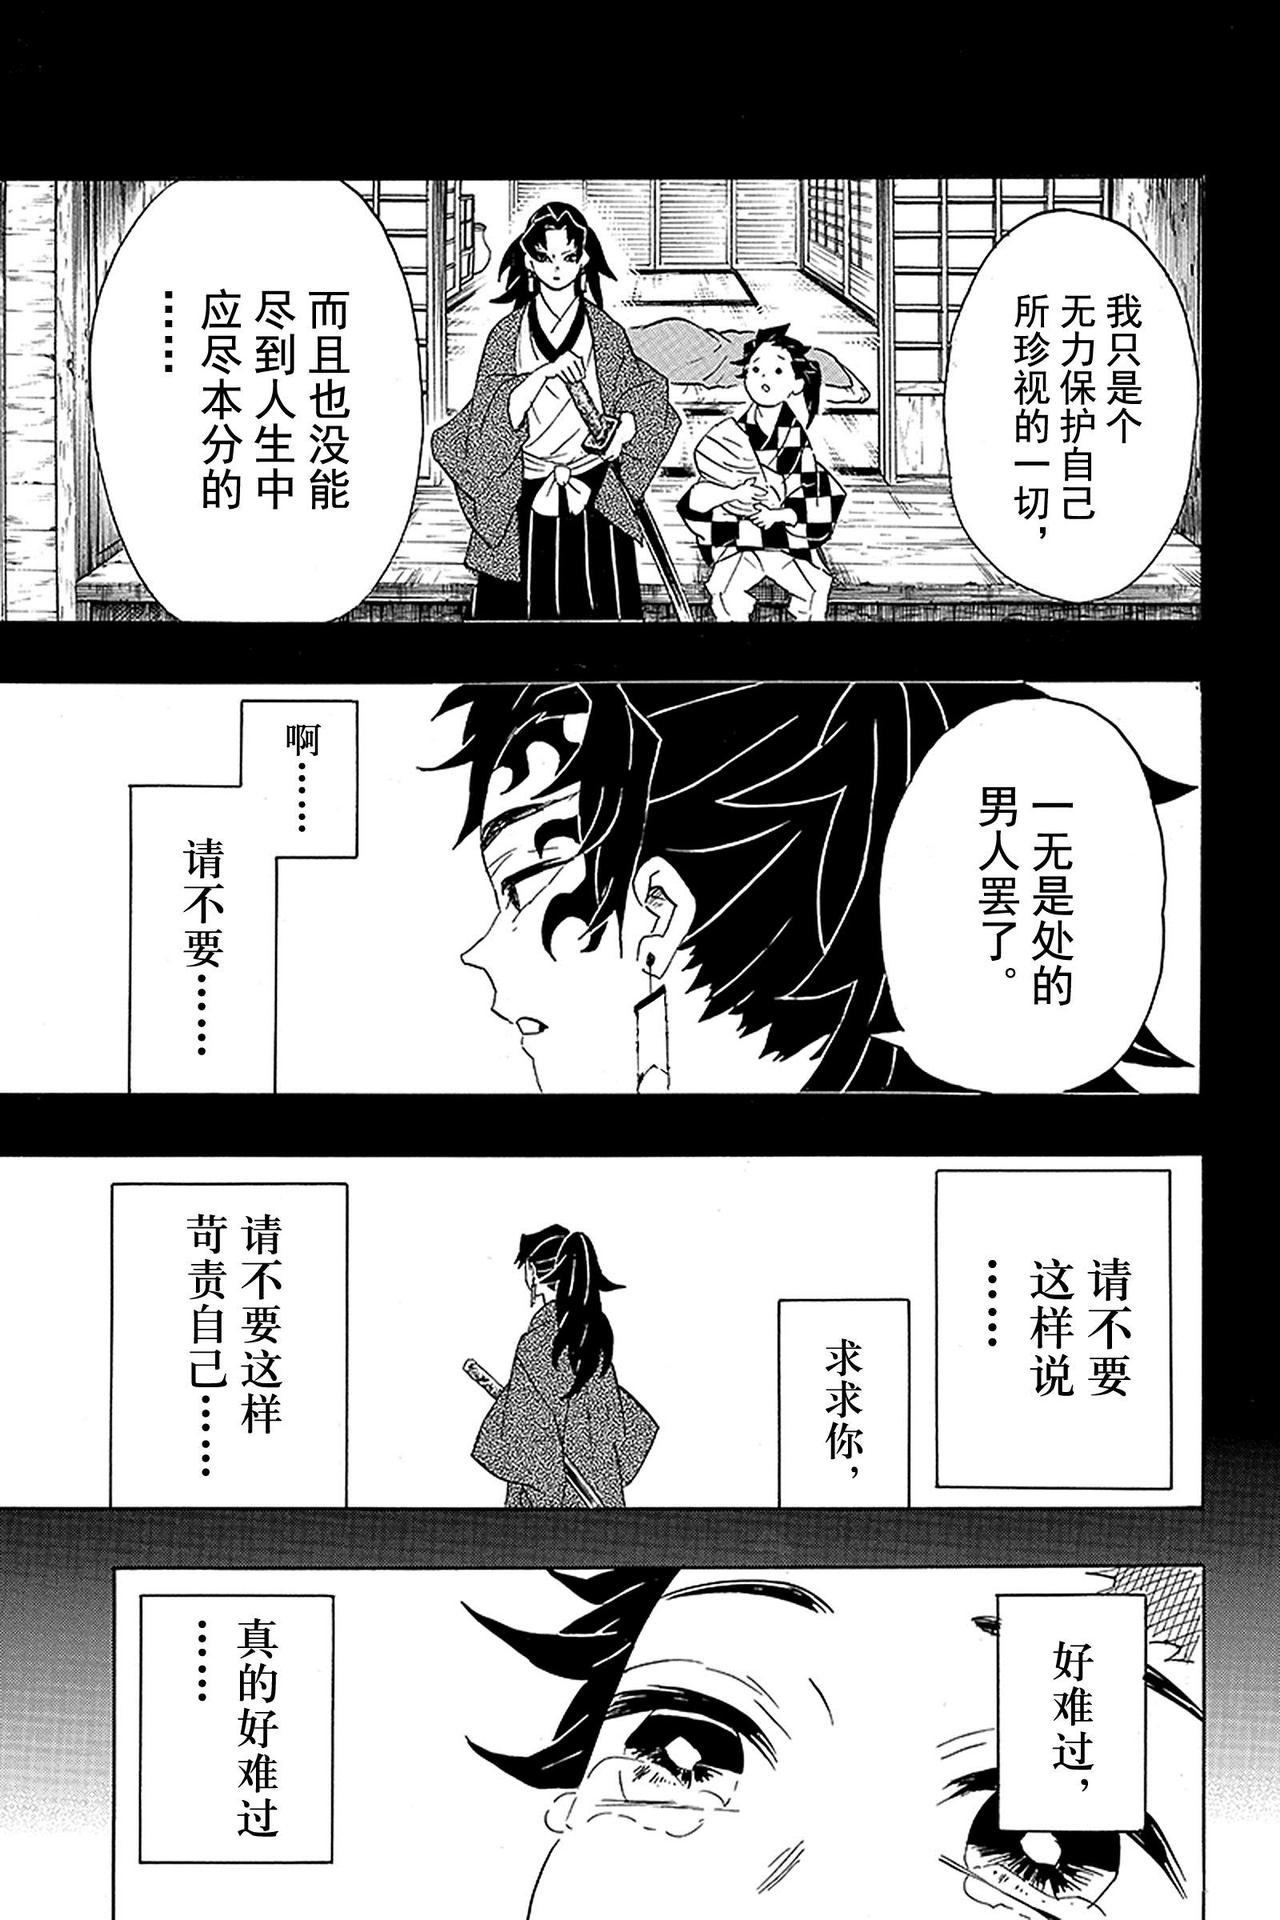 我只是个
无力保护自己
所珍视的一切，
而且也没能
尽到人生中
应尽本分的
……
一无是处的
男人罢了。
啊……
请不要……
请不要
这样说
……
求求你，
请不要这样
苛责自己……
好难过，
真的好难过
……